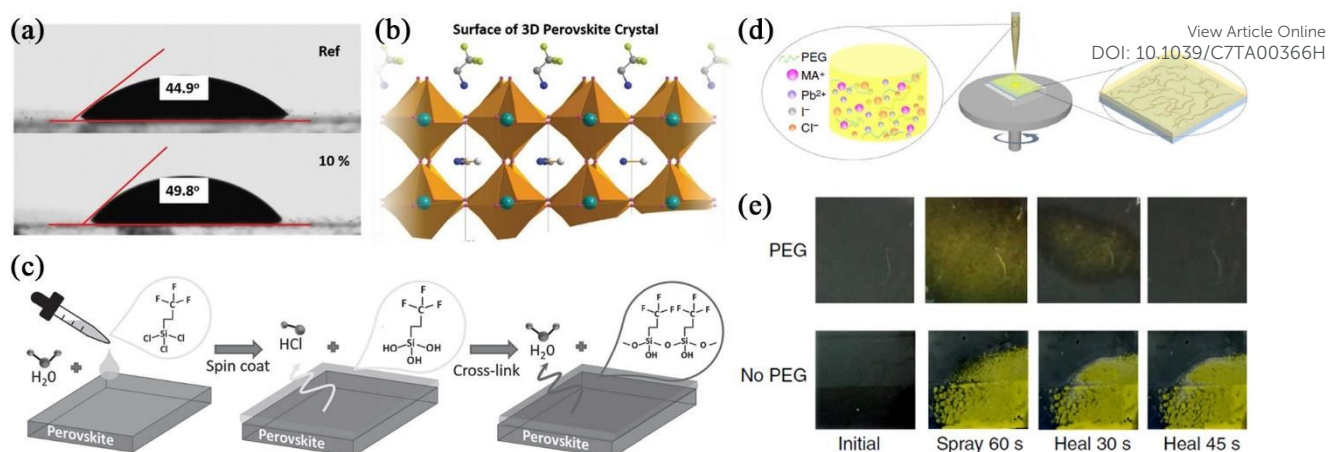 (a)
Ref
44.9°
10 %
49.8°
(b)
Surface of 3D Perovskite Crystal
(c)
F
F
F
C
Si
Cl
Cl
Cl
H₂0
Perovskite
Spin coat
HCl
F
F
F
C
Si
HO
OH
OH
Perovskite
Cross-link
H₂0
F F F F F F
C C
O Si O Si O
OH OH
Perovskite
(d)
View Article Online
DOI: 10.1039/C7TA00366H
PEG
MA⁺
Pb²⁺
I⁻
Cl⁻
(e)
PEG
No PEG
Initial
Spray 60 s
Heal 30 s
Heal 45 s